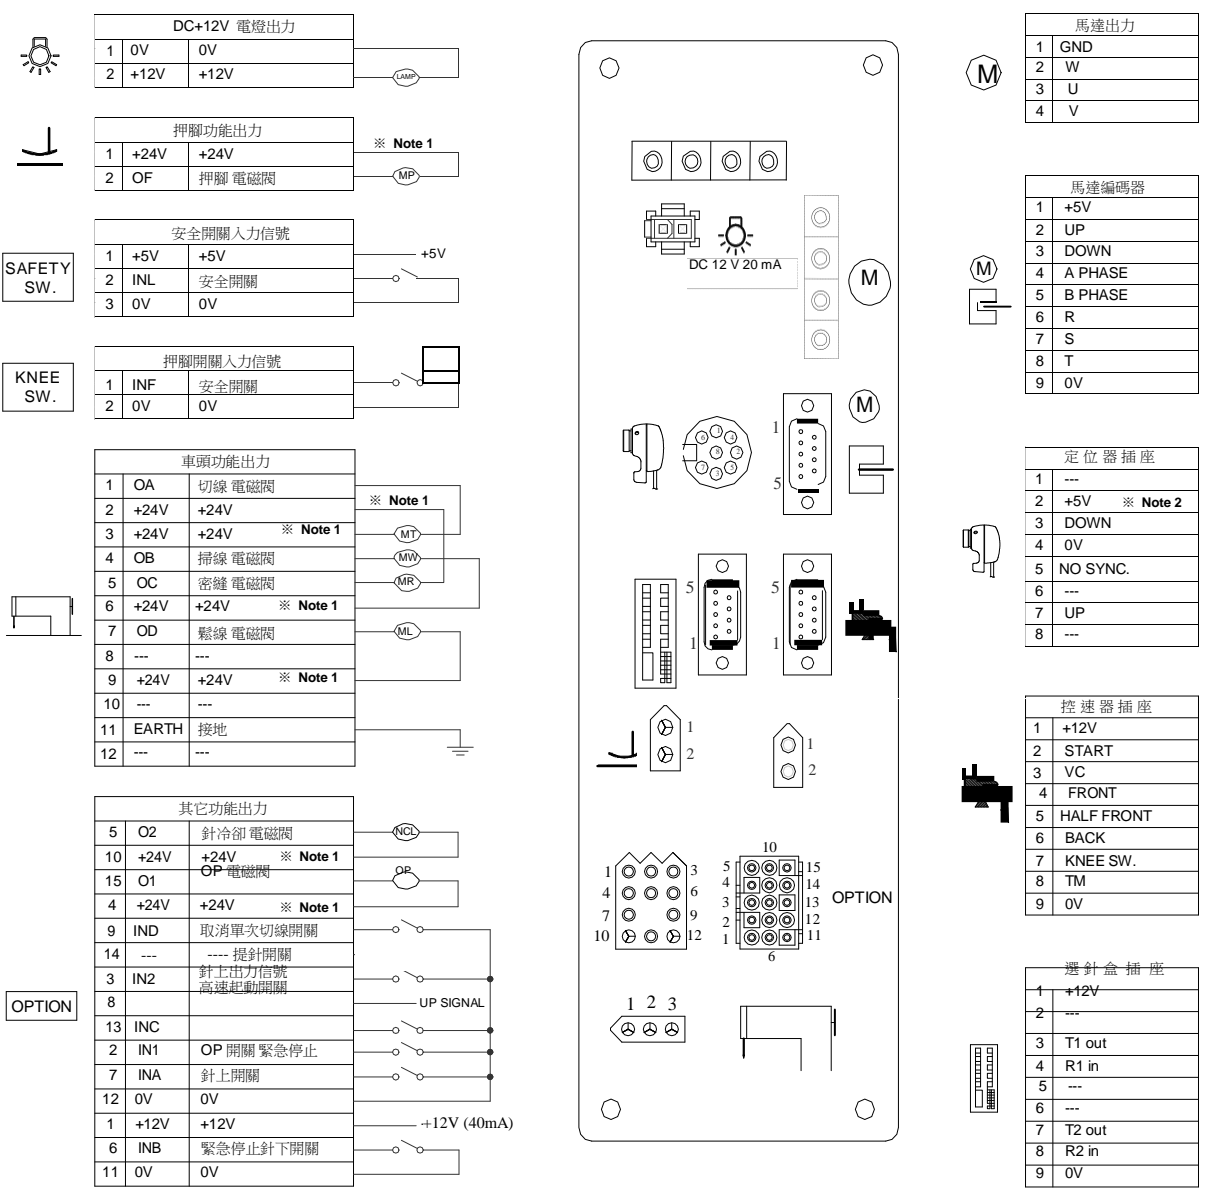 DC+12V 電燈出力
1 0V 0V
2 +12V +12V
LAMP
押腳功能出力
1 +24V +24V
2 OF 押腳 電磁閥
※ Note 1
MP
SAFETY
SW.
安全開關入力信號
1 +5V +5V
2 INL 安全開關
3 0V 0V
+5V
KNEE
SW.
押腳開關入力信號
1 INF 安全開關
2 0V 0V
車頭功能出力
1 OA 切線 電磁閥
2 +24V +24V
3 +24V +24V ※ Note 1
4 OB 掃線 電磁閥
5 OC 密縫 電磁閥
6 +24V +24V ※ Note 1
7 OD 鬆線 電磁閥
8 --- ---
9 +24V +24V ※ Note 1
10 --- ---
11 EARTH 接地
12 --- ---
※ Note 1
MT
MW
MR
ML
OPTION
其它功能出力
5 O2 針冷卻 電磁閥
10 +24V +24V ※ Note 1
15 O1 OP 電磁閥
4 +24V +24V ※ Note 1
9 IND 取消單次切線開關
14 --- ---- 提針開關
3 IN2 針上出力信號
高速起動開關
8
13 INC
2 IN1 OP 開關 緊急停止
7 INA 針上開關
12 0V 0V
1 +12V +12V
6 INB 緊急停止針下開關
11 0V 0V
NCL
OP
UP SIGNAL
+12V (40mA)
DC 12 V 20 mA
M
M
6 1 4
8 2
7 3 5
1
5
5
1
5
1
1
2
1
2
1 3
4 6
7 9
10 12
10
5 15
4 14
3 13
2 12
1 11
6
OPTION
1 2 3
M
馬達出力
1 GND
2 W
3 U
4 V
M
馬達編碼器
1 +5V
2 UP
3 DOWN
4 A PHASE
5 B PHASE
6 R
7 S
8 T
9 0V
定位器插座
1 ---
2 +5V ※ Note 2
3 DOWN
4 0V
5 NO SYNC.
6 ---
7 UP
8 ---
控速器插座
1 +12V
2 START
3 VC
4 FRONT
5 HALF FRONT
6 BACK
7 KNEE SW.
8 TM
9 0V
選針盒插座
1 +12V
2 ---
3 T1 out
4 R1 in
5 ---
6 ---
7 T2 out
8 R2 in
9 0V